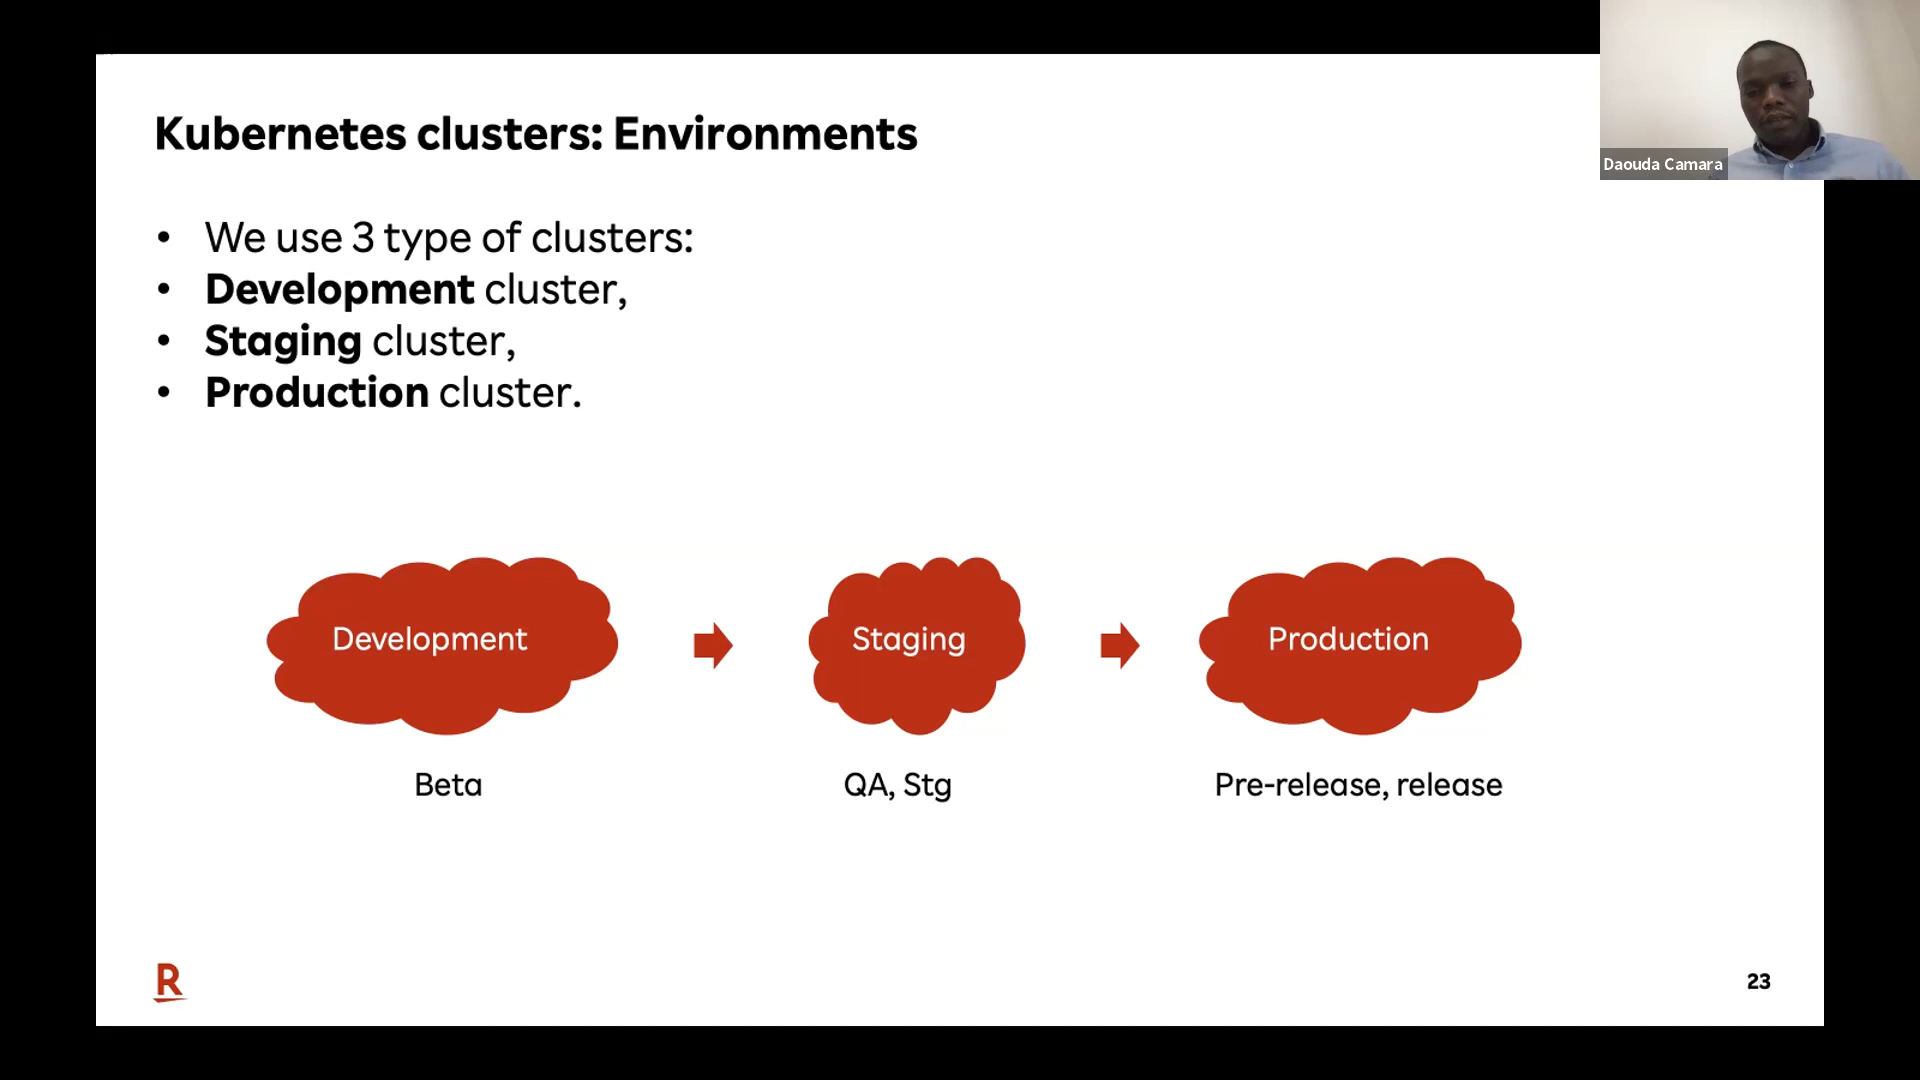 Kubernetes clusters: Environments
Daouda Camara
• We use 3 type of clusters:
• Development cluster,
• Staging cluster,
• Production cluster.
Development
Staging
Production
Beta
QA, Stg
Pre-release, release
R
23